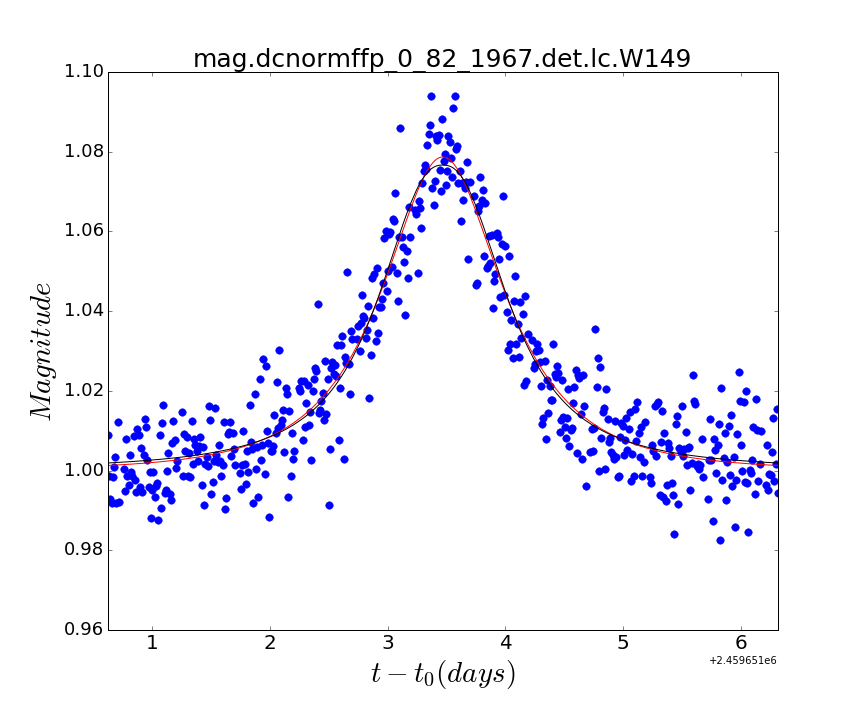 mag.dcnormffp_0_82_1967.det.lc.W149
1.10
1.08
1.06
1.04
1.02
1.00
0.98
0.96
Magnitude
1 2 3 4 5 6
+2.459651e6
t − t₀(days)